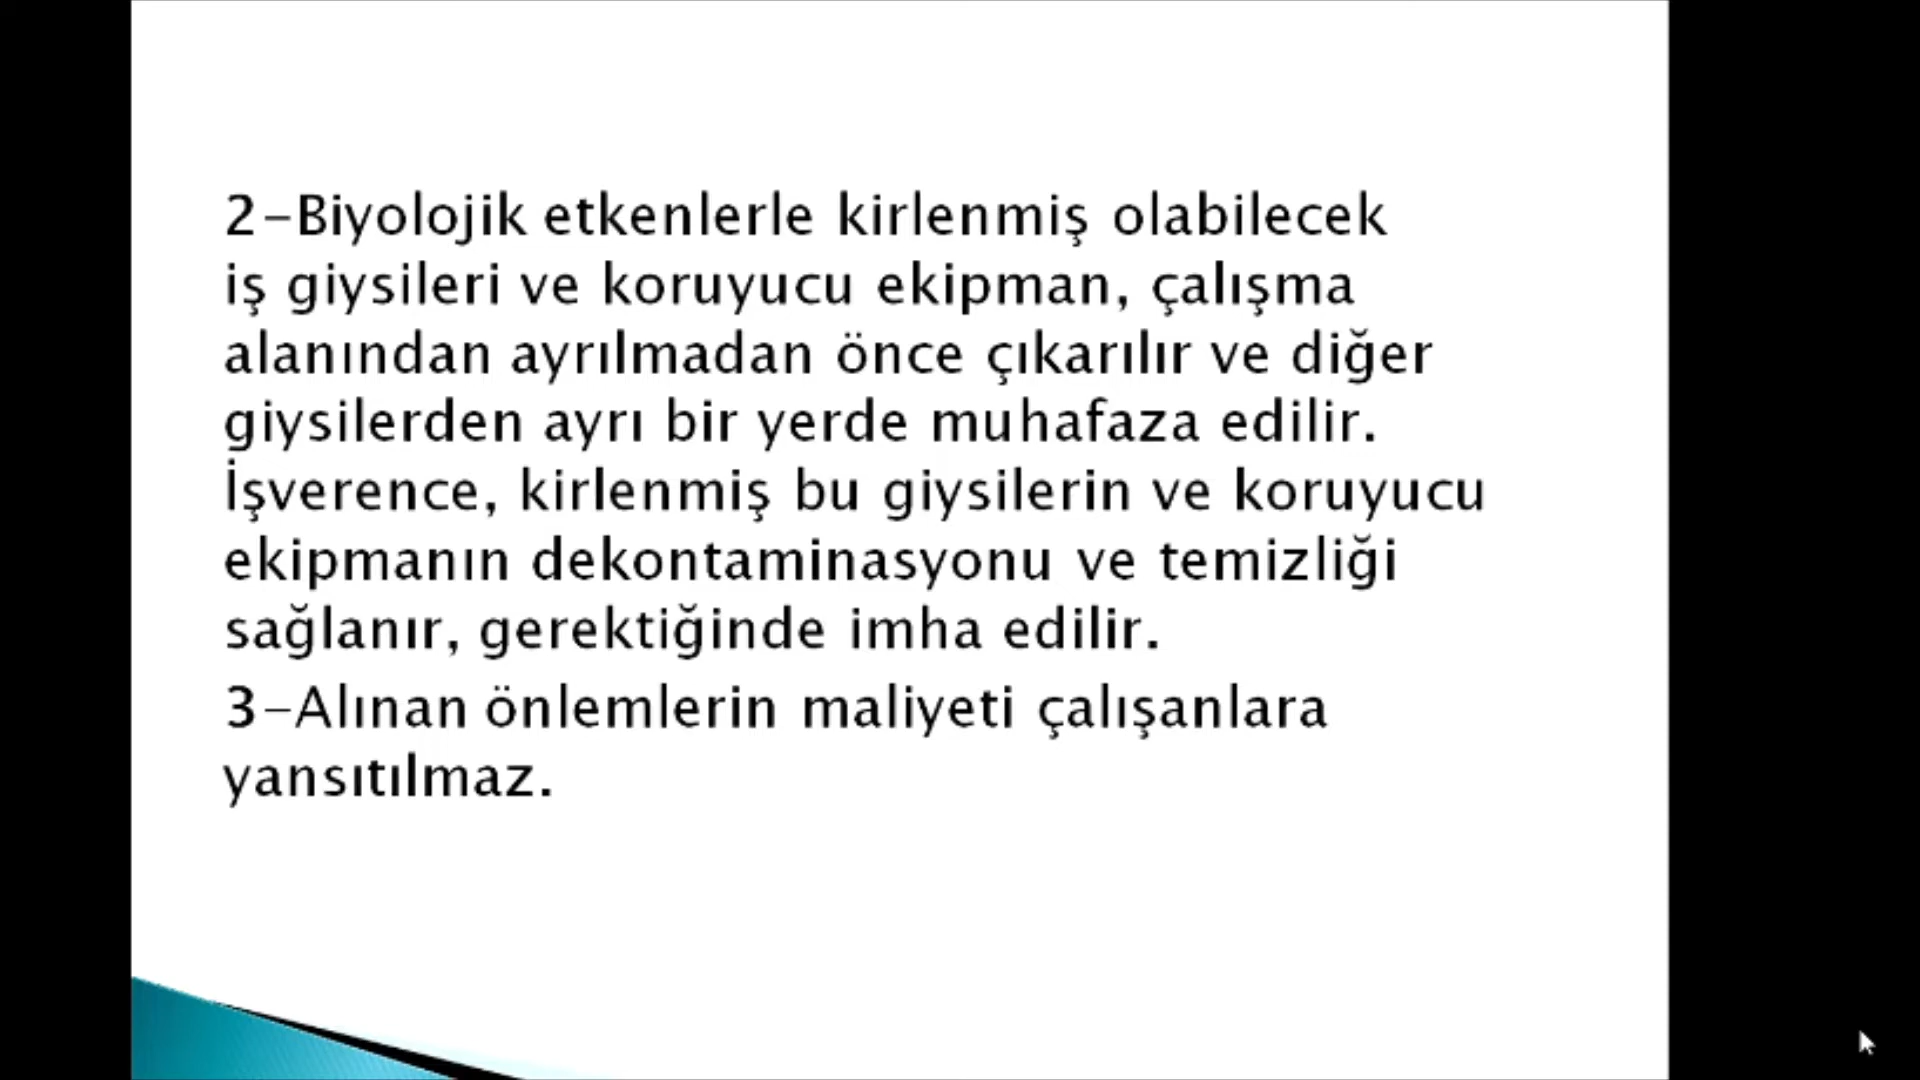 2-Biyolojik etkenlerle kirlenmiş olabilecek
iş giysileri ve koruyucu ekipman, çalışma
alanından ayrılmadan önce çıkarılır ve diğer
giysilerden ayrı bir yerde muhafaza edilir.
İşverence, kirlenmiş bu giysilerin ve koruyucu
ekipmanın dekontaminasyonu ve temizliği
sağlanır, gerektiğinde imha edilir.
3-Alınan önlemlerin maliyeti çalışanlara
yansıtılmaz.